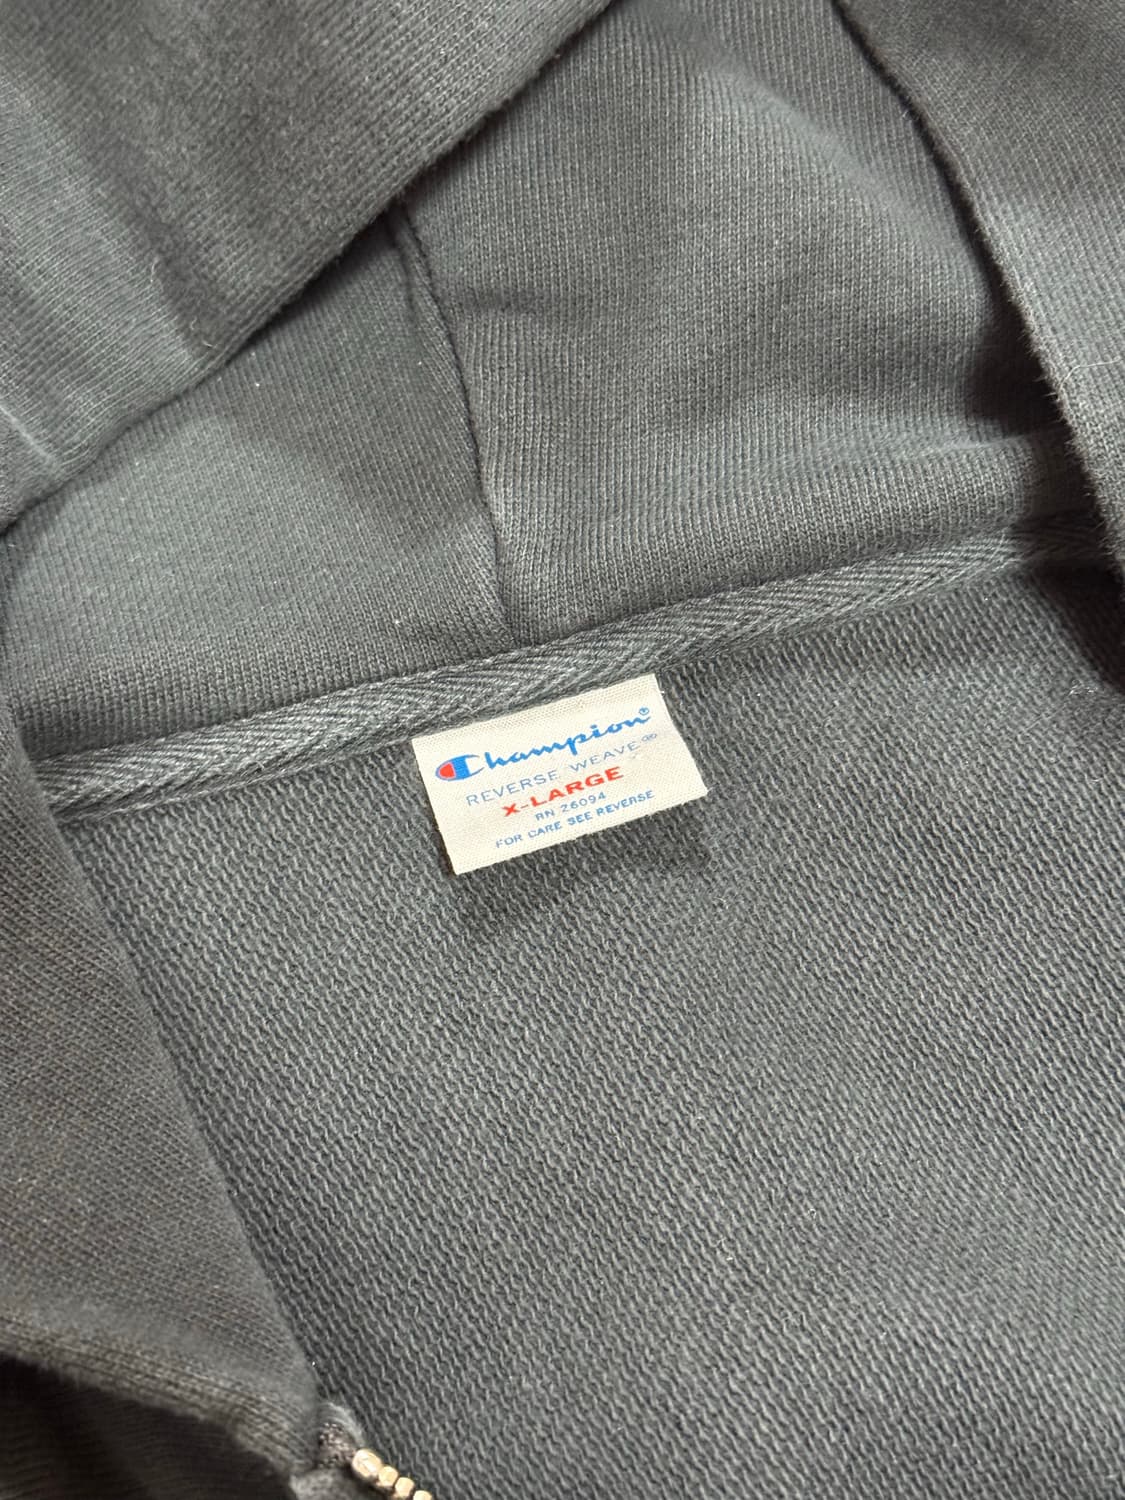 Champion®
REVERSE WEAVE®
X-LARGE
RN 26094
FOR CARE SEE REVERSE